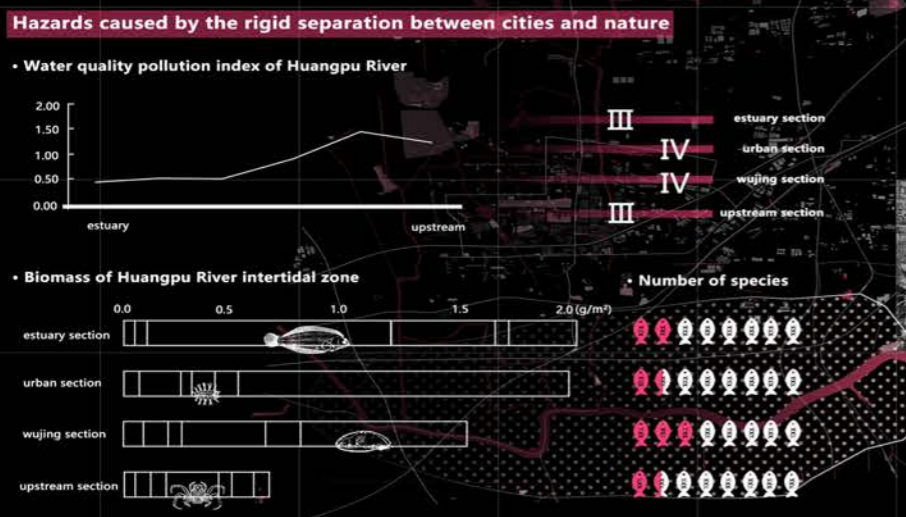 Hazards caused by the rigid separation between cities and nature
• Water quality pollution index of Huangpu River
2.00
1.50
1.00
0.50
0.00
estuary
upstream
III estuary section
IV urban section
IV wujing section
III upstream section
• Biomass of Huangpu River intertidal zone
0.0 0.5 1.0 1.5 2.0 (g/m²)
estuary section
urban section
wujing section
upstream section
• Number of species